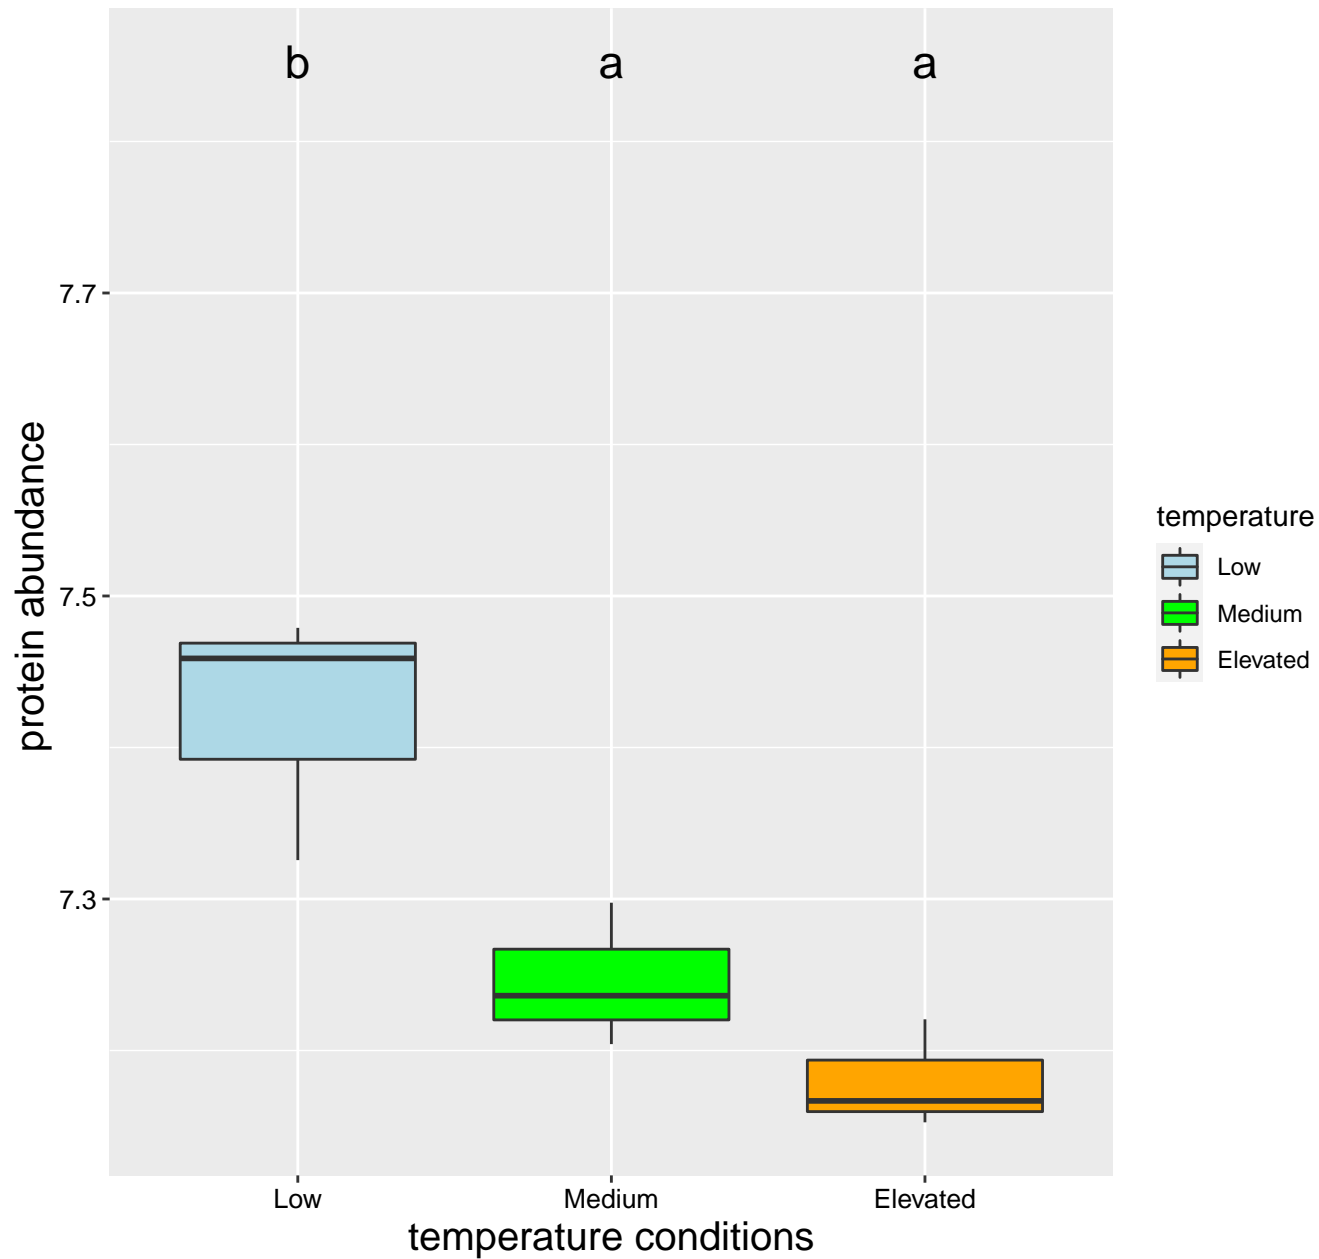 b a a
7.7
7.5
7.3
protein abundance
Low Medium Elevated
temperature conditions
temperature
Low
Medium
Elevated